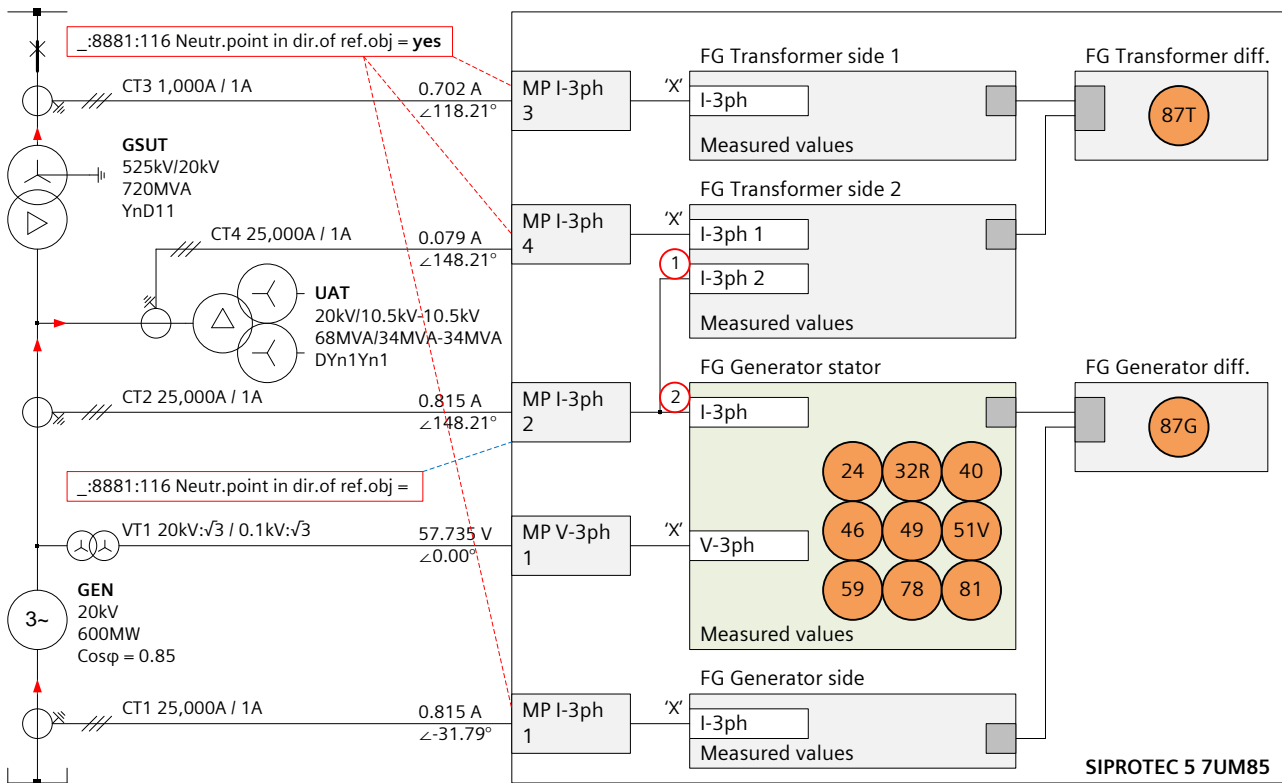 _:8881:116 Neutr.point in dir.of ref.obj = yes
CT3 1,000A / 1A
0.702 A
∠118.21°
MP I-3ph
3
'X'
FG Transformer side 1
I-3ph
Measured values
FG Transformer diff.
87T
GSUT
525kV/20kV
720MVA
YnD11
CT4 25,000A / 1A
0.079 A
∠148.21°
MP I-3ph
4
'X'
FG Transformer side 2
I-3ph 1
1
I-3ph 2
Measured values
UAT
20kV/10.5kV-10.5kV
68MVA/34MVA-34MVA
DYn1Yn1
CT2 25,000A / 1A
0.815 A
∠148.21°
MP I-3ph
2
2
FG Generator stator
I-3ph
FG Generator diff.
87G
24
32R
40
46
49
51V
59
78
81
_:8881:116 Neutr.point in dir.of ref.obj =
VT1 20kV:√3 / 0.1kV:√3
57.735 V
∠0.00°
MP V-3ph
1
'X'
V-3ph
Measured values
3~
GEN
20kV
600MW
Cosφ = 0.85
CT1 25,000A / 1A
0.815 A
∠-31.79°
MP I-3ph
1
'X'
FG Generator side
I-3ph
Measured values
SIPROTEC 5 7UM85